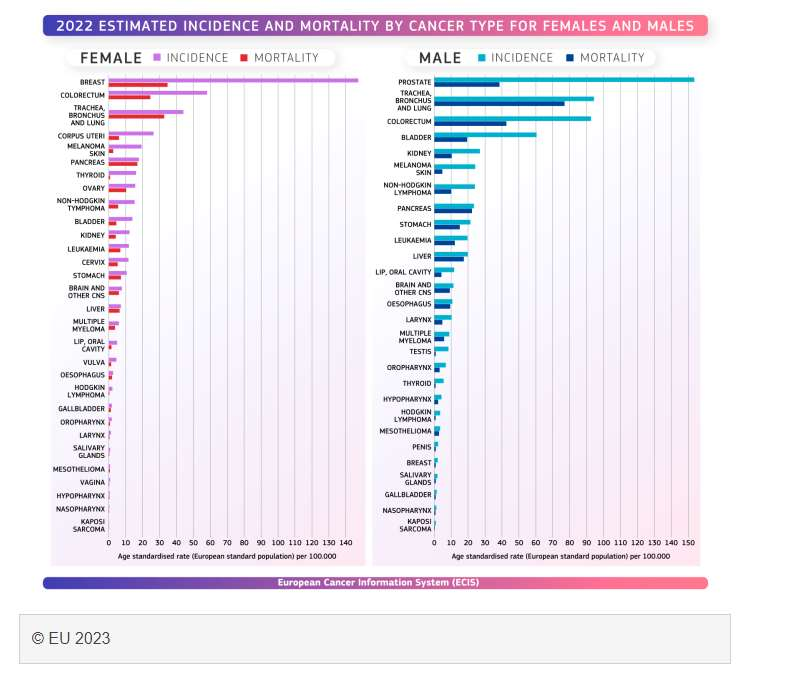 2022 ESTIMATED INCIDENCE AND MORTALITY BY CANCER TYPE FOR FEMALES AND MALES
FEMALE INCIDENCE MORTALITY
BREAST
COLORECTUM
TRACHEA,
BRONCHUS
AND LUNG
CORPUS UTERI
MELANOMA
SKIN
PANCREAS
THYROID
OVARY
NON-HODGKIN
TYMPHOMA
BLADDER
KIDNEY
LEUKAEMIA
CERVIX
STOMACH
BRAIN AND
OTHER CNS
LIVER
MULTIPLE
MYELOMA
LIP, ORAL
CAVITY
VULVA
OESOPHAGUS
HODGKIN
LYMPHOMA
GALLBLADDER
OROPHARYNX
LARYNX
SALIVARY
GLANDS
MESOTHELIOMA
VAGINA
HYPOPHARYNX
NASOPHARYNX
KAPOSI
SARCOMA
0 10 20 30 40 50 60 70 80 90 100 110 120 130 140
Age standardised rate (European standard population) per 100.000
MALE INCIDENCE MORTALITY
PROSTATE
TRACHEA,
BRONCHUS
AND LUNG
COLORECTUM
BLADDER
KIDNEY
MELANOMA
SKIN
NON-HODGKIN
LYMPHOMA
PANCREAS
STOMACH
LEUKAEMIA
LIVER
LIP, ORAL CAVITY
BRAIN AND
OTHER CNS
OESOPHAGUS
LARYNX
MULTIPLE
MYELOMA
TESTIS
OROPHARYNX
THYROID
HYPOPHARYNX
HODGKIN
LYMPHOMA
MESOTHELIOMA
PENIS
BREAST
SALIVARY
GLANDS
GALLBLADDER
NASOPHARYNX
KAPOSI
SARCOMA
0 10 20 30 40 50 60 70 80 90 100 110 120 130 140 150
Age standardised rate (European standard population) per 100.000
European Cancer Information System (ECIS)
© EU 2023